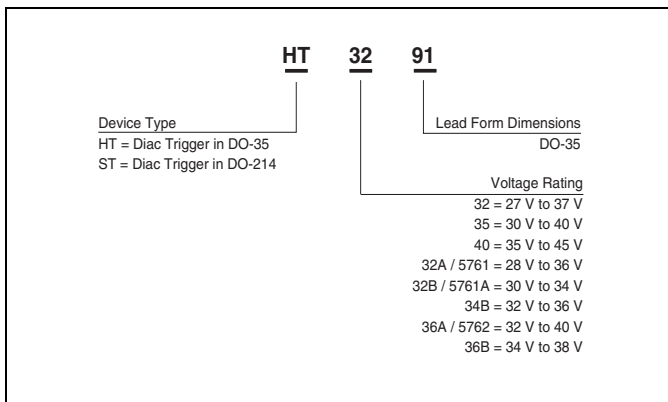 HT 32 91
Device Type
HT = Diac Trigger in DO-35
ST = Diac Trigger in DO-214
Lead Form Dimensions
DO-35
Voltage Rating
32 = 27 V to 37 V
35 = 30 V to 40 V
40 = 35 V to 45 V
32A / 5761 = 28 V to 36 V
32B / 5761A = 30 V to 34 V
34B = 32 V to 36 V
36A / 5762 = 32 V to 40 V
36B = 34 V to 38 V